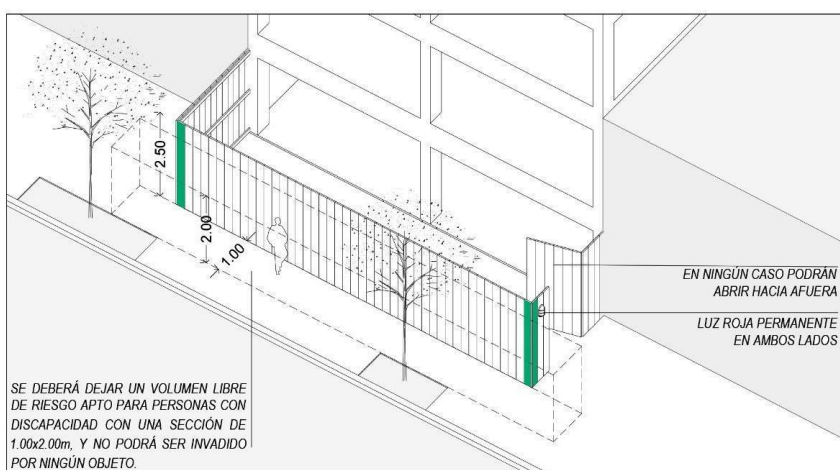 2.50
2.00
1.00
EN NINGÚN CASO PODRÁN
ABRIR HACIA AFUERA
LUZ ROJA PERMANENTE
EN AMBOS LADOS
SE DEBERÁ DEJAR UN VOLUMEN LIBRE
DE RIESGO APTO PARA PERSONAS CON
DISCAPACIDAD CON UNA SECCIÓN DE
1.00x2.00m, Y NO PODRÁ SER INVADIDO
POR NINGÚN OBJETO.